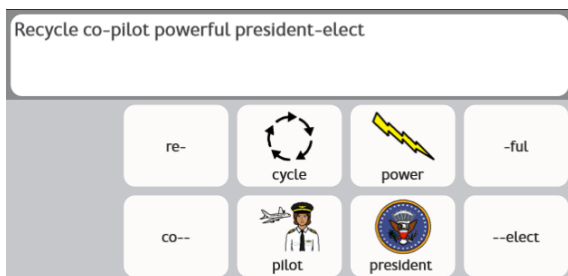 Recycle co-pilot powerful president-elect
re-
cycle
power
-ful
co--
pilot
president
--elect